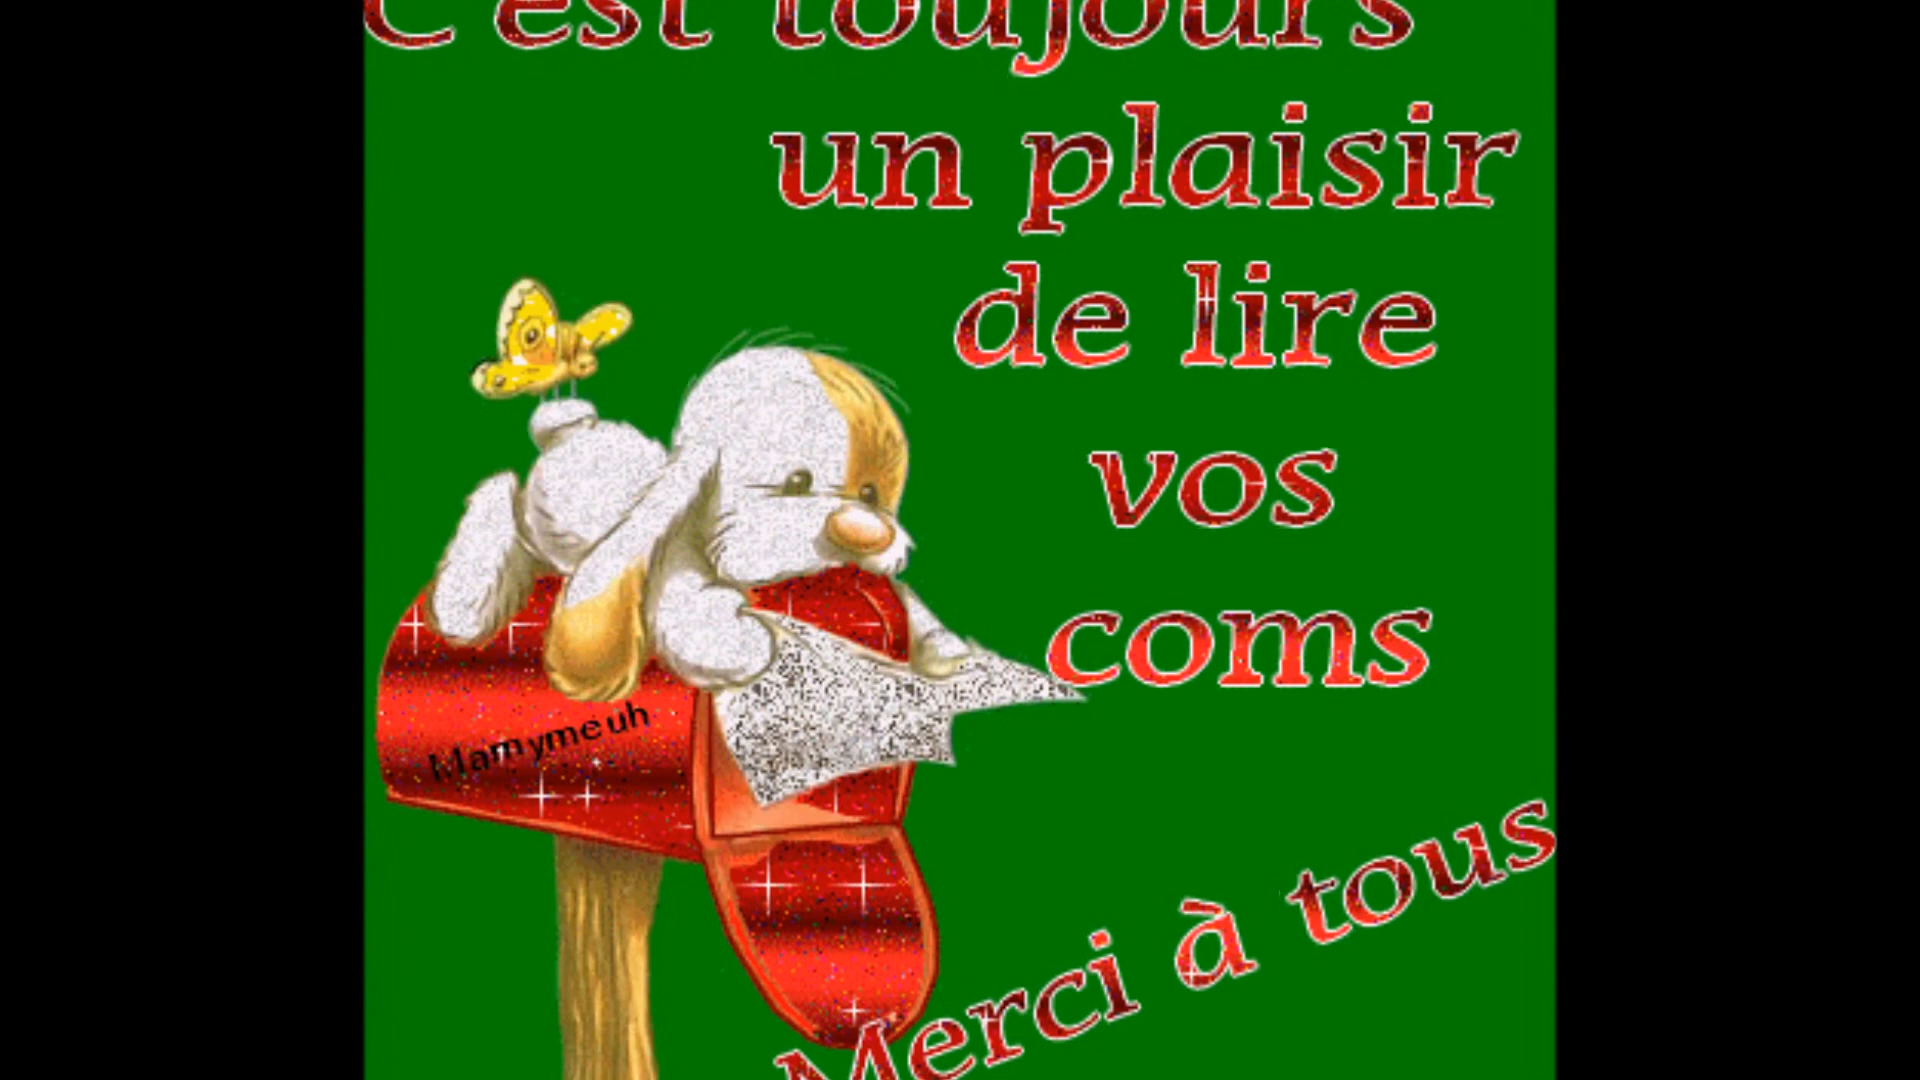 C'est toujours
un plaisir
de lire
vos
coms
Mamymeuh
Merci à tous